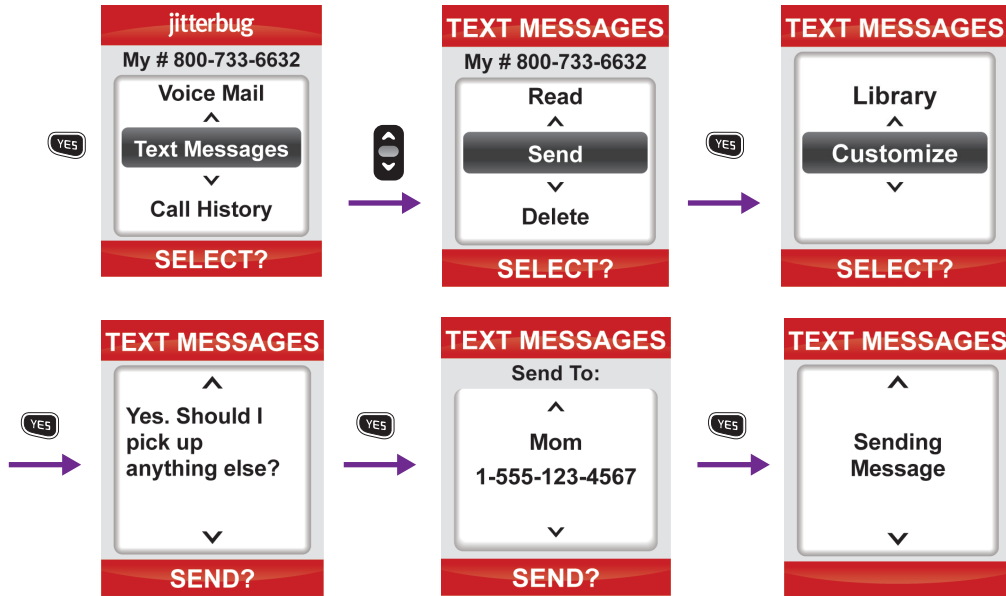 jitterbug
My # 800-733-6632
Voice Mail
YES
Text Messages
Call History
SELECT?
TEXT MESSAGES
My # 800-733-6632
Read
Send
Delete
SELECT?
YES
TEXT MESSAGES
Library
Customize
SELECT?
YES
TEXT MESSAGES
Yes. Should I
pick up
anything else?
SEND?
YES
TEXT MESSAGES
Send To:
Mom
1-555-123-4567
SEND?
YES
TEXT MESSAGES
Sending
Message